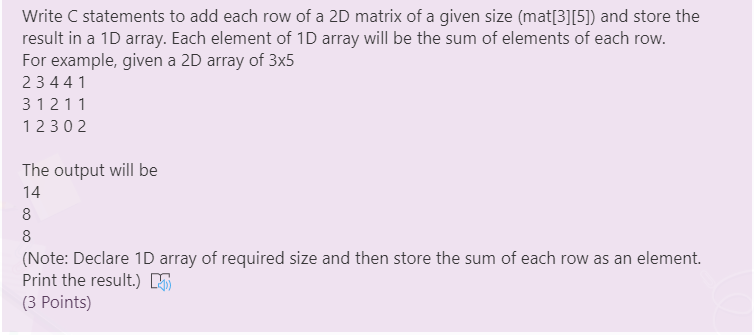 Write C statements to add each row of a 2D matrix of a given size (mat[3][5]) and store the
result in a 1D array. Each element of 1D array will be the sum of elements of each row.
For example, given a 2D array of 3x5
2 3 4 4 1
3 1 2 1 1
1 2 3 0 2
The output will be
14
8
8
(Note: Declare 1D array of required size and then store the sum of each row as an element.
Print the result.)
(3 Points)